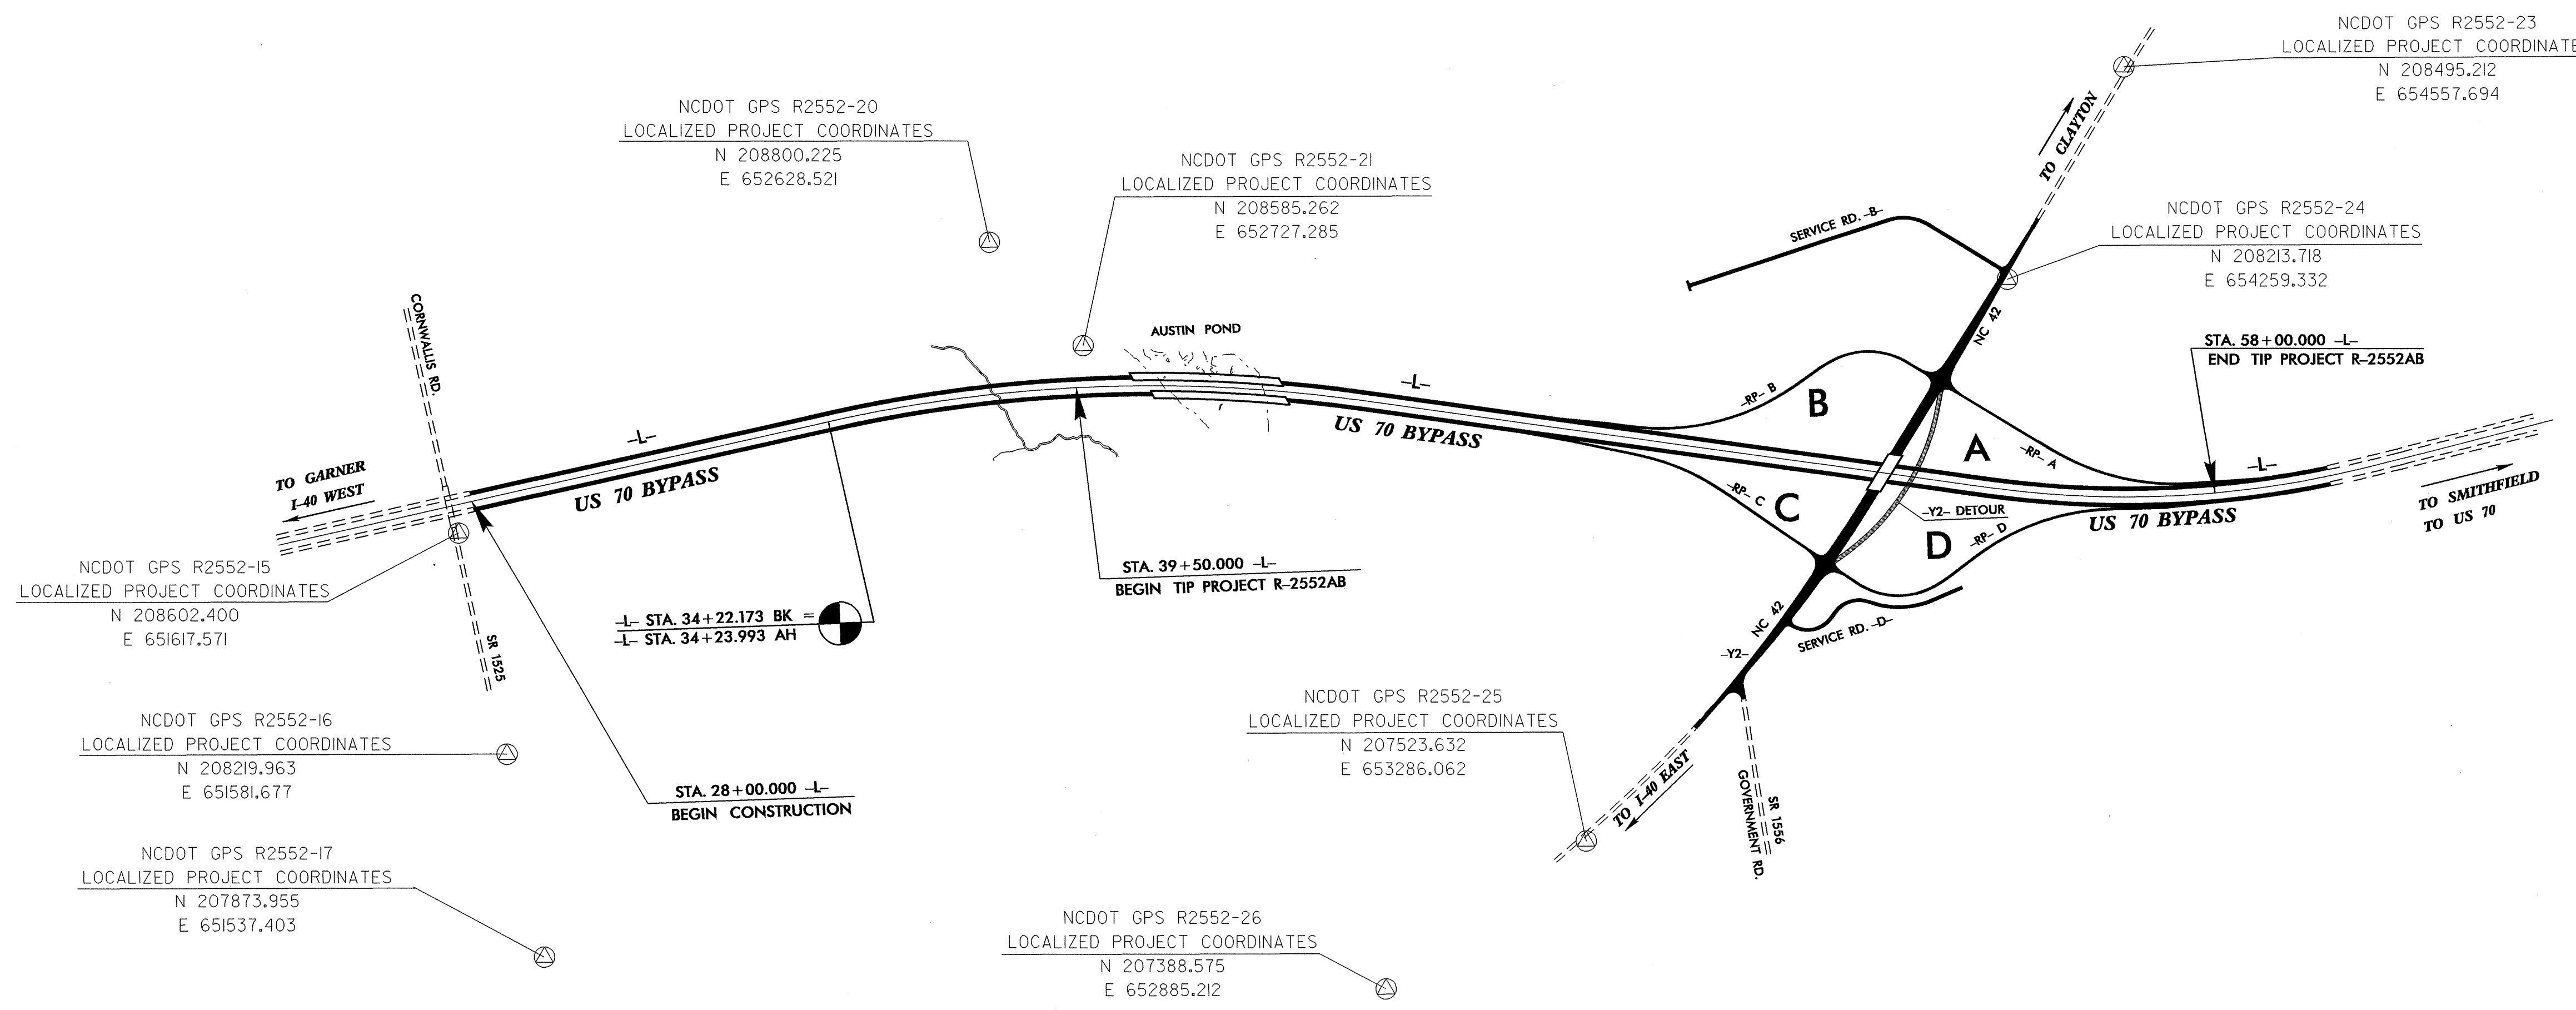 NCDOT GPS R2552-23
LOCALIZED PROJECT COORDINATE
N 208495.212
E 654557.694
NCDOT GPS R2552-20
LOCALIZED PROJECT COORDINATES
N 208800.225
E 652628.521
NCDOT GPS R2552-21
LOCALIZED PROJECT COORDINATES
N 208585.262
E 652727.285
TO CLAYTON
SERVICE RD. -B-
NCDOT GPS R2552-24
LOCALIZED PROJECT COORDINATES
N 208213.718
E 654259.332
CORNWALLIS RD.
AUSTIN POND
NC 42
STA. 58+00.000 -L-
END TIP PROJECT R-2552AB
-L-
US 70 BYPASS
-RP- B
B
A
-RP- A
-L-
TO GARNER
I-40 WEST
-L-
US 70 BYPASS
-RP- C
C
-Y2- DETOUR
D
-RP- D
US 70 BYPASS
TO SMITHFIELD
TO US 70
NCDOT GPS R2552-15
LOCALIZED PROJECT COORDINATES
N 208602.400
E 651617.571
SR 1525
-L- STA. 34+22.173 BK =
-L- STA. 34+23.993 AH
STA. 39+50.000 -L-
BEGIN TIP PROJECT R-2552AB
NC 42
SERVICE RD. -D-
-Y2-
NCDOT GPS R2552-16
LOCALIZED PROJECT COORDINATES
N 208219.963
E 651581.677
STA. 28+00.000 -L-
BEGIN CONSTRUCTION
NCDOT GPS R2552-25
LOCALIZED PROJECT COORDINATES
N 207523.632
E 653286.062
TO I-40 EAST
SR 1556
GOVERNMENT RD.
NCDOT GPS R2552-17
LOCALIZED PROJECT COORDINATES
N 207873.955
E 651537.403
NCDOT GPS R2552-26
LOCALIZED PROJECT COORDINATES
N 207388.575
E 652885.212